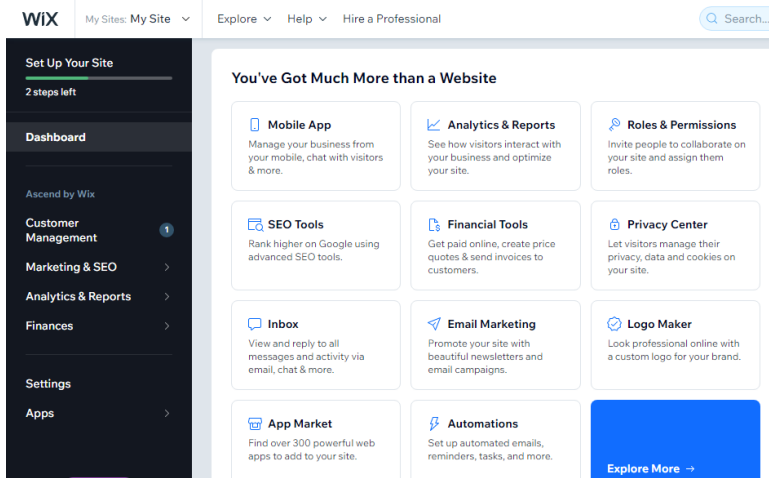 WiX
My Sites: My Site
Explore
Help
Hire a Professional
Search...
Set Up Your Site
2 steps left
Dashboard
Ascend by Wix
Customer
Management
1
Marketing & SEO
Analytics & Reports
Finances
Settings
Apps
You've Got Much More than a Website
Mobile App
Manage your business from
your mobile, chat with visitors
& more.
Analytics & Reports
See how visitors interact with
your business and optimize
your site.
Roles & Permissions
Invite people to collaborate on
your site and assign them
roles.
SEO Tools
Rank higher on Google using
advanced SEO tools.
Financial Tools
Get paid online, create price
quotes & send invoices to
customers.
Privacy Center
Let visitors manage their
privacy, data and cookies on
your site.
Inbox
View and reply to all
messages and activity via
email, chat & more.
Email Marketing
Promote your site with
beautiful newsletters and
email campaigns.
Logo Maker
Look professional online with
a custom logo for your brand.
App Market
Find over 300 powerful web
apps to add to your site.
Automations
Set up automated emails,
reminders, tasks, and more.
Explore More →